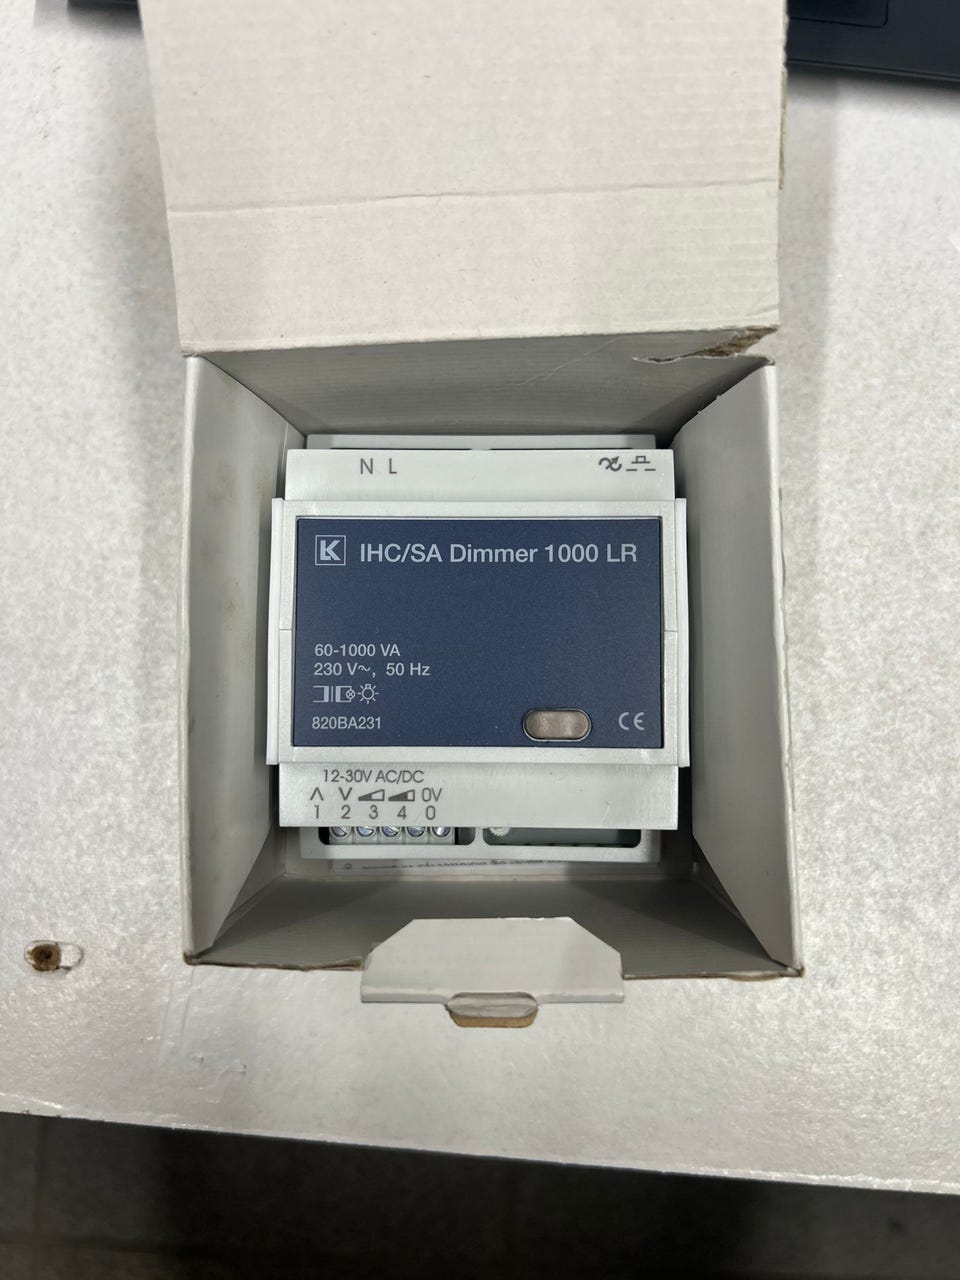 N L
LK IHC/SA Dimmer 1000 LR
60-1000 VA
230 V~, 50 Hz
820BA231
CE
12-30V AC/DC
0V
1 2 3 4 0